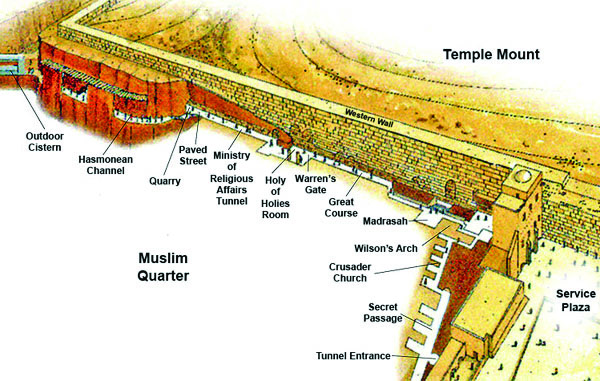 Temple Mount
Western Wall
Outdoor
Cistern
Hasmonean
Channel
Quarry
Paved
Street
Ministry
of
Religious
Affairs
Tunnel
Holy
of
Holies
Room
Warren's
Gate
Great
Course
Madrasah
Wilson's Arch
Crusader
Church
Secret
Passage
Tunnel Entrance
Muslim
Quarter
Service
Plaza